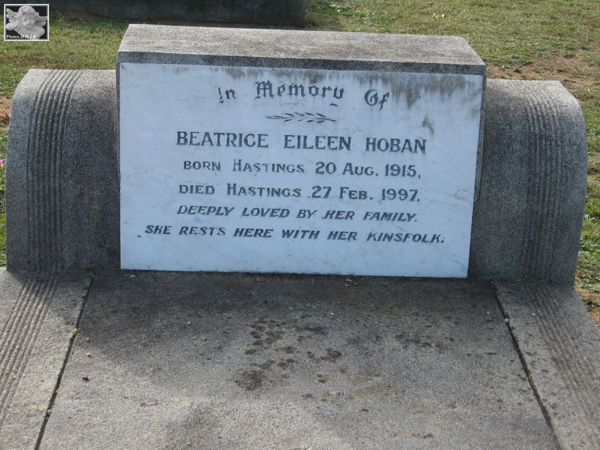 In Memory Of
BEATRICE EILEEN HOBAN
BORN HASTINGS 20 AUG. 1915,
DIED HASTINGS 27 FEB. 1997.
DEEPLY LOVED BY HER FAMILY.
SHE RESTS HERE WITH HER KINSFOLK.